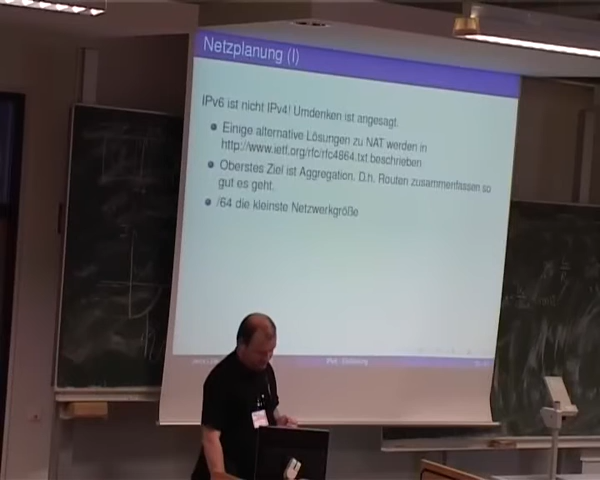 Netzplanung (I)
IPv6 ist nicht IPv4! Umdenken ist angesagt.
Einige alternative Lösungen zu NAT werden in
http://www.ietf.org/rfc/rfc4864.txt beschrieben
Oberstes Ziel ist Aggregation. D.h. Routen zusammenfassen so
gut es geht.
/64 die kleinste Netzwerkgröße